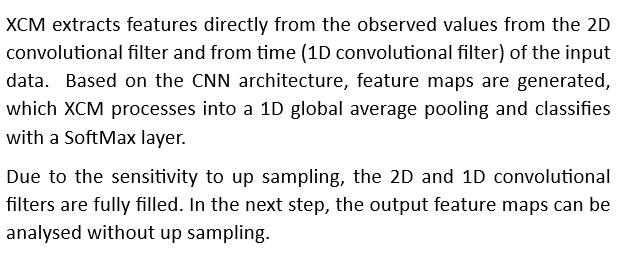 XCM extracts features directly from the observed values from the 2D
convolutional filter and from time (1D convolutional filter) of the input
data.  Based on the CNN architecture, feature maps are generated,
which XCM processes into a 1D global average pooling and classifies
with a SoftMax layer.
Due to the sensitivity to up sampling, the 2D and 1D convolutional
filters are fully filled. In the next step, the output feature maps can be
analysed without up sampling.